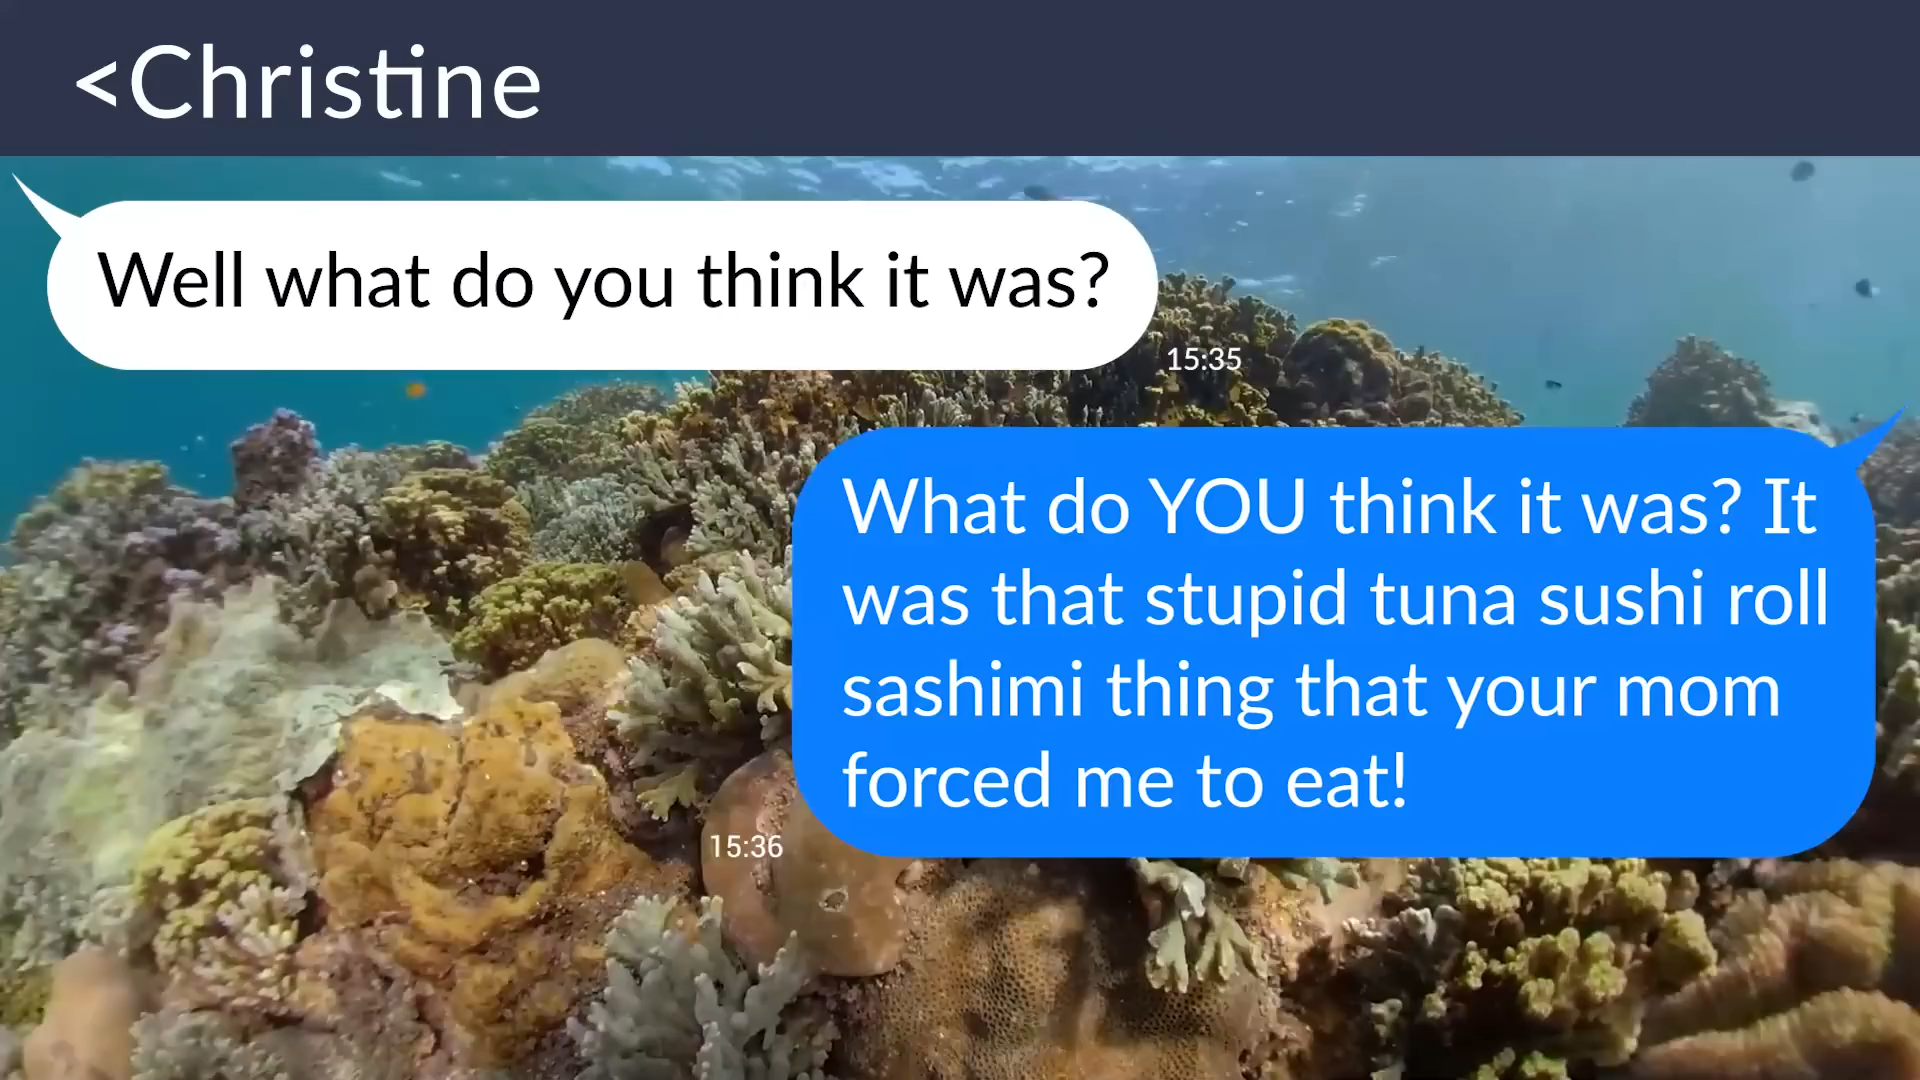 <Christine
Well what do you think it was?
15:35
What do YOU think it was? It
was that stupid tuna sushi roll
sashimi thing that your mom
forced me to eat!
15:36